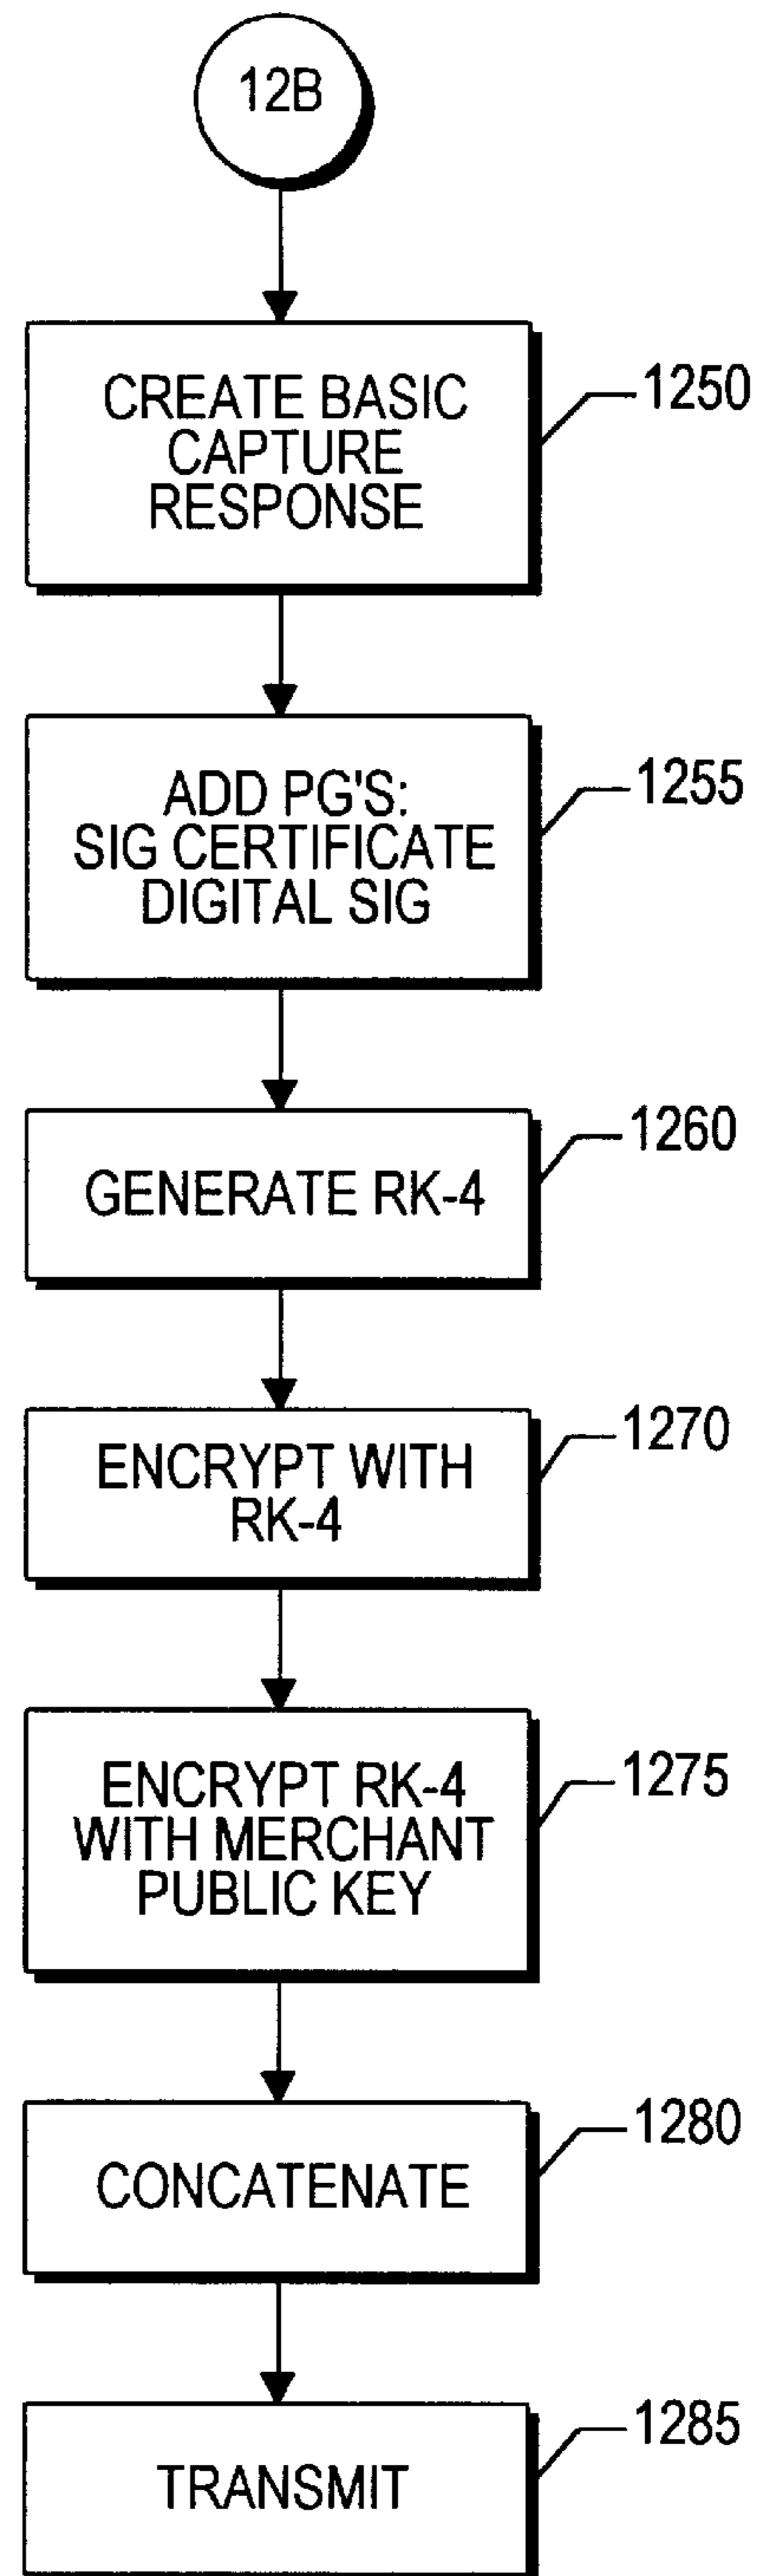 12B
CREATE BASIC
CAPTURE
RESPONSE
1250
ADD PG'S:
SIG CERTIFICATE
DIGITAL SIG
1255
GENERATE RK-4
1260
ENCRYPT WITH
RK-4
1270
ENCRYPT RK-4
WITH MERCHANT
PUBLIC KEY
1275
CONCATENATE
1280
TRANSMIT
1285